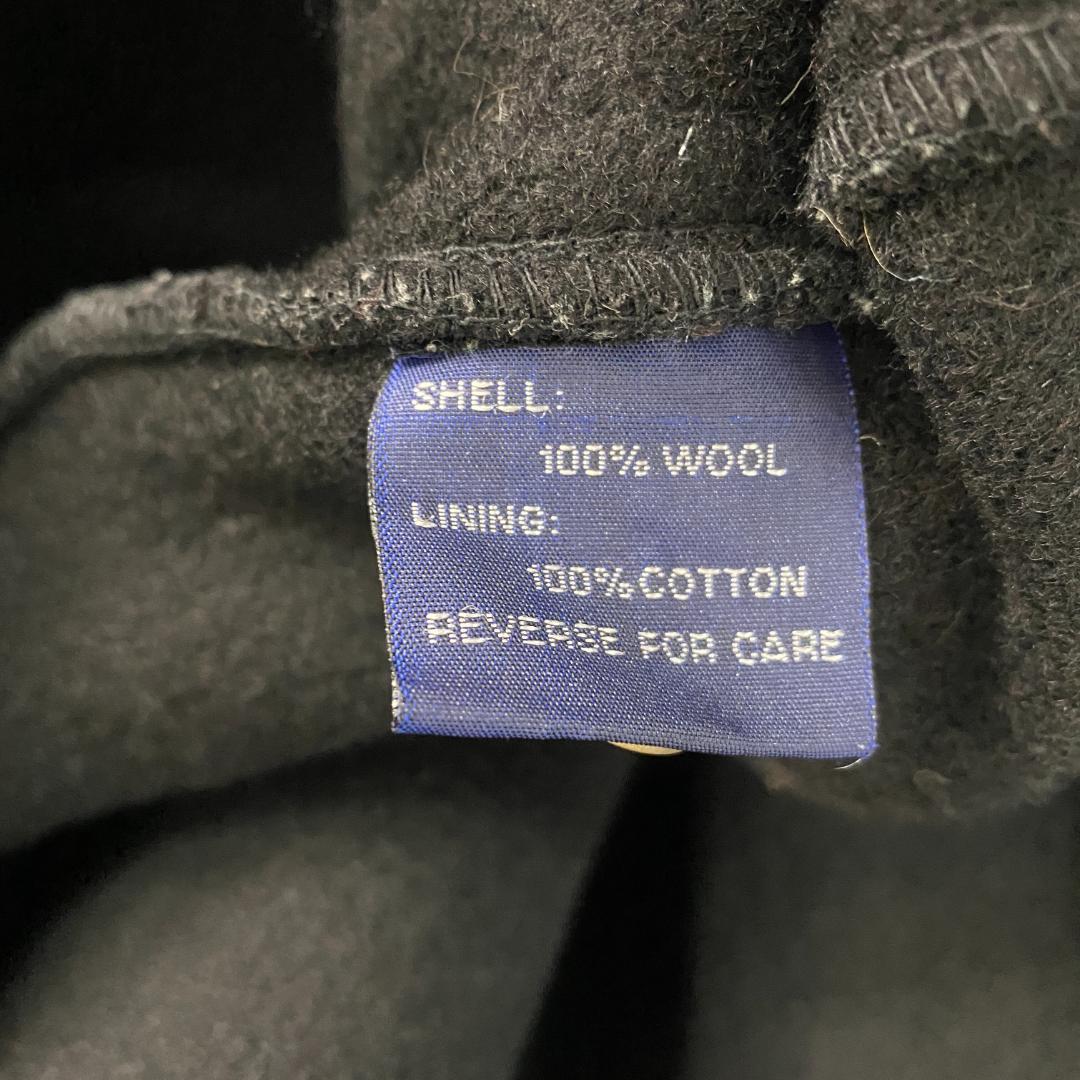 SHELL:
100% WOOL
LINING:
100%COTTON
REVERSE FOR CARE